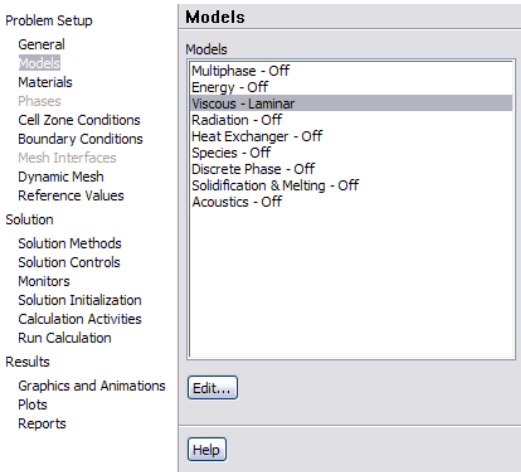 Problem Setup
General
Models
Materials
Phases
Cell Zone Conditions
Boundary Conditions
Mesh Interfaces
Dynamic Mesh
Reference Values
Solution
Solution Methods
Solution Controls
Monitors
Solution Initialization
Calculation Activities
Run Calculation
Results
Graphics and Animations
Plots
Reports
Models
Models
Multiphase - Off
Energy - Off
Viscous - Laminar
Radiation - Off
Heat Exchanger - Off
Species - Off
Discrete Phase - Off
Solidification & Melting - Off
Acoustics - Off
Edit...
Help